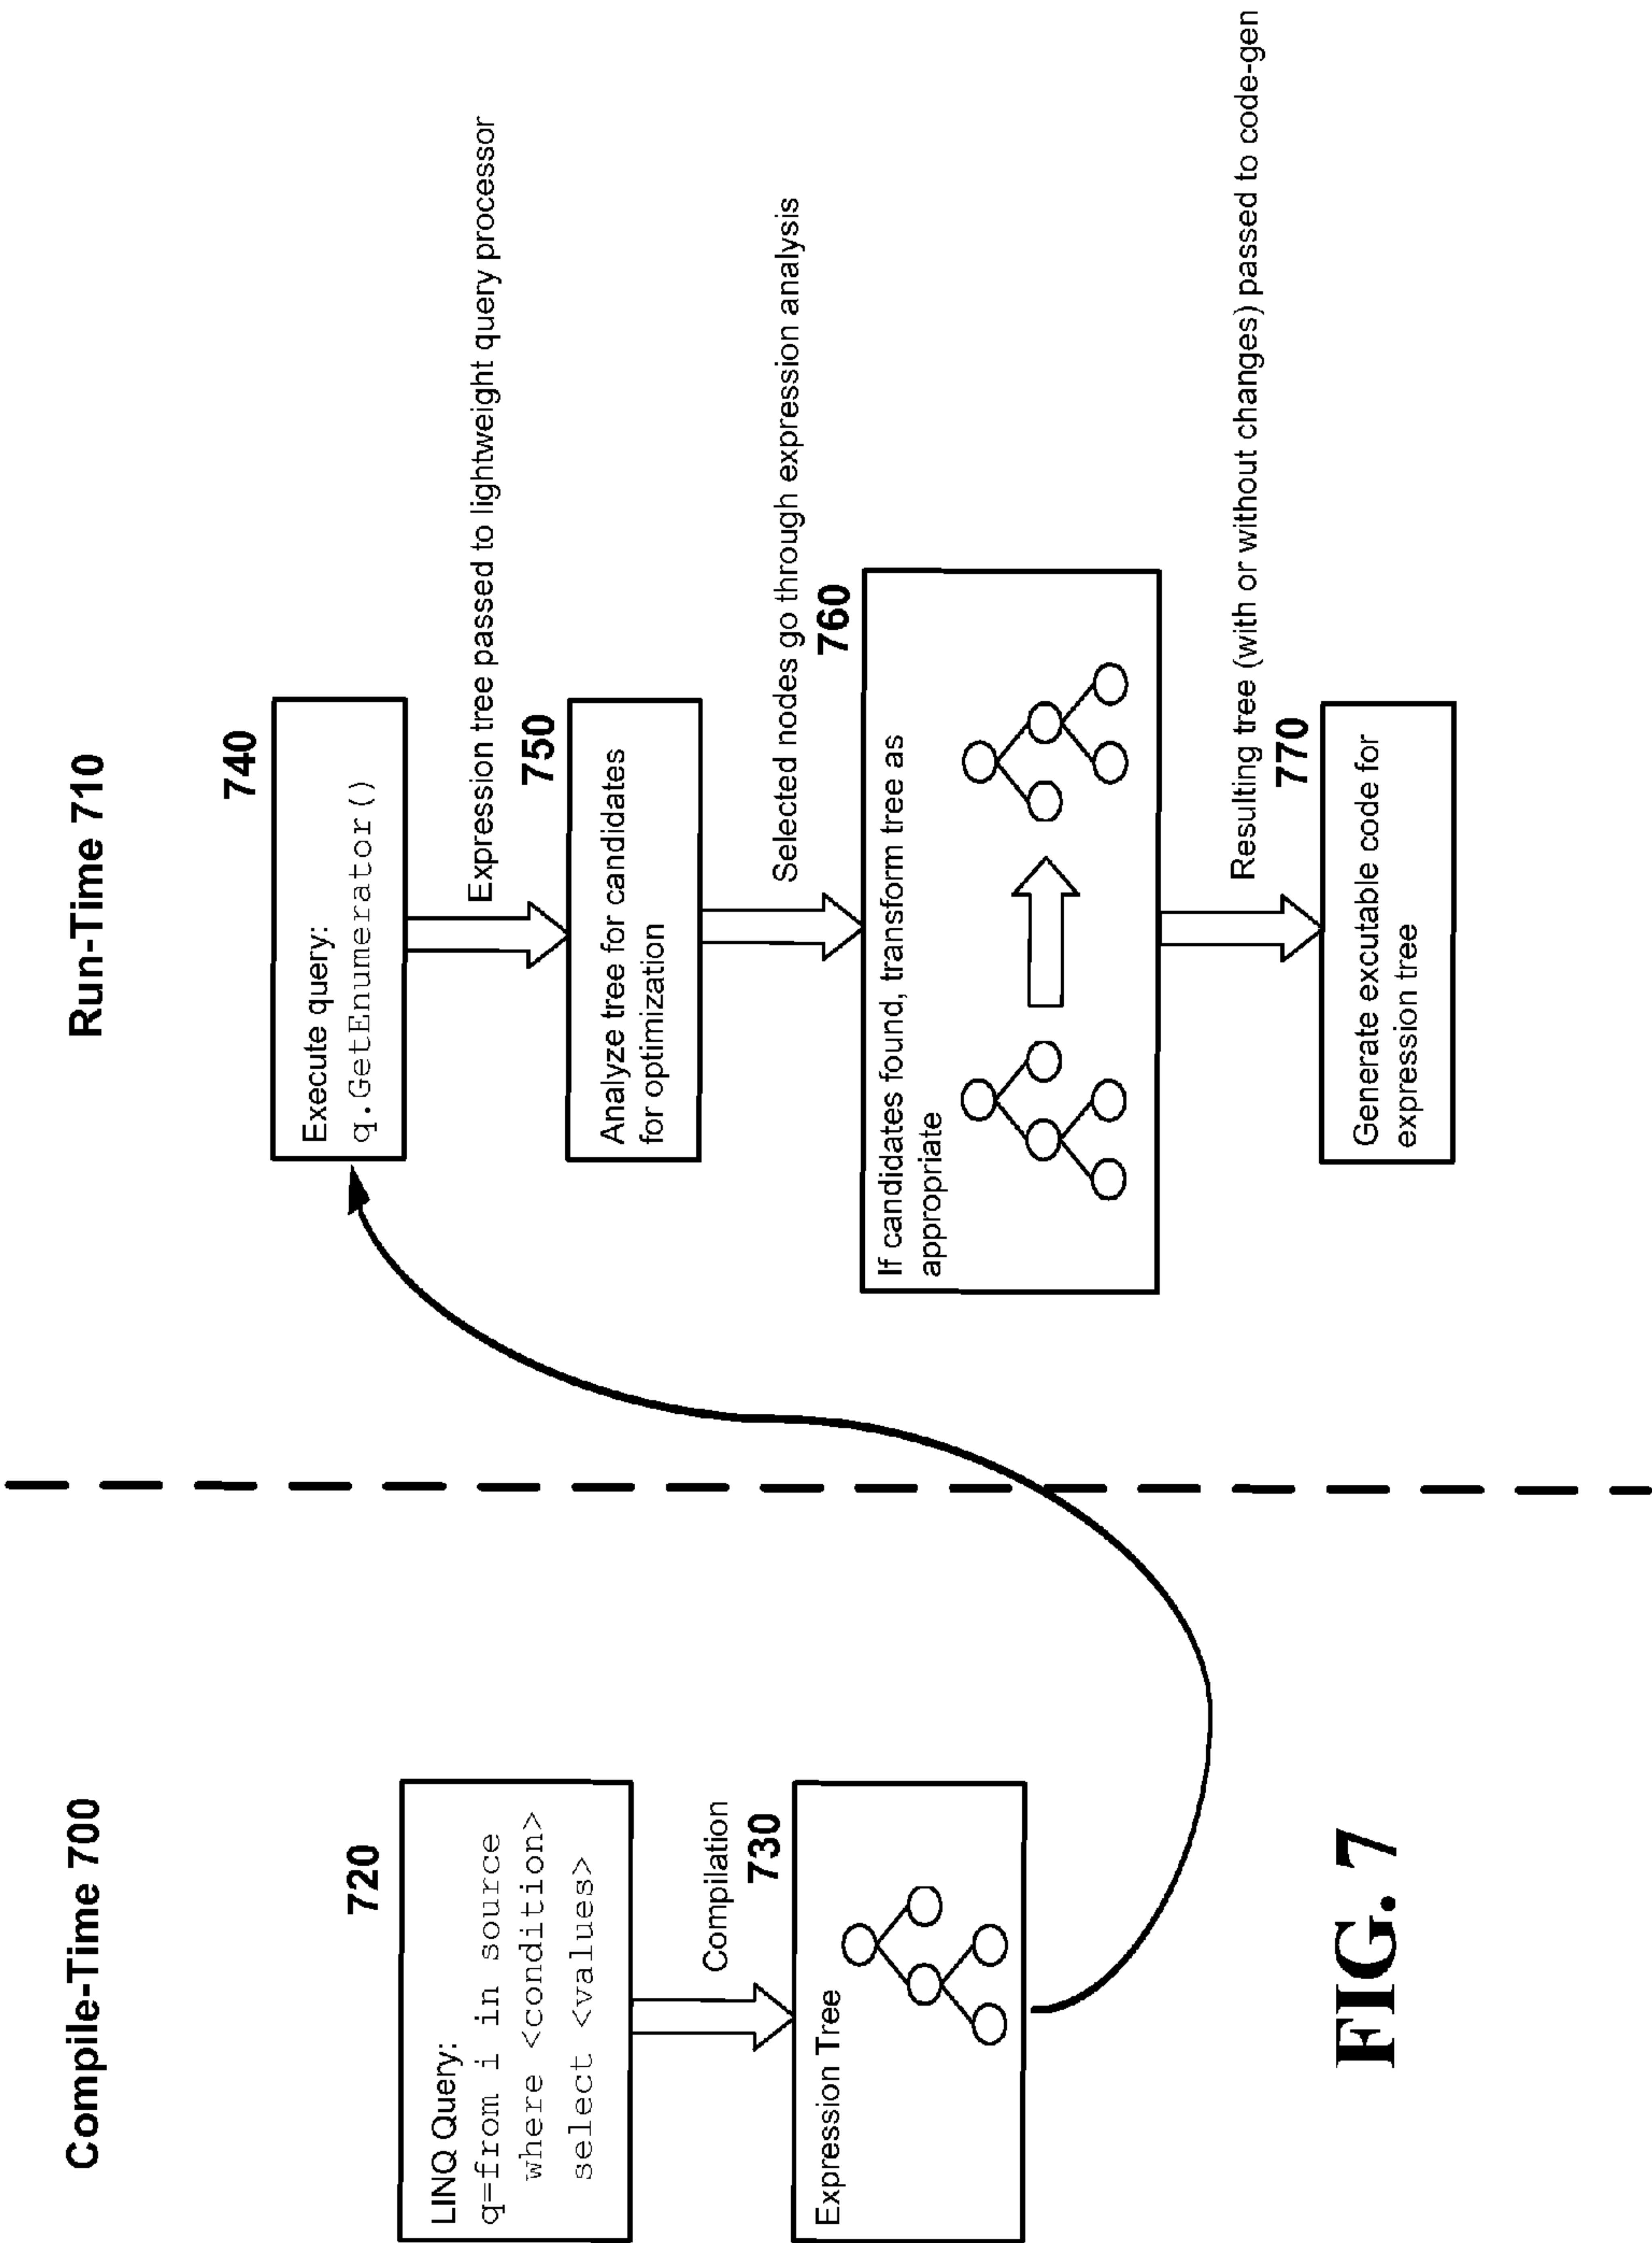 Compile-Time 700
720
LINQ Query:
q=from i in source
where <condition>
select <values>
Compilation
730
Expression Tree
Run-Time 710
740
Execute query:
q.GetEnumerator()
Expression tree passed to lightweight query processor
750
Analyze tree for candidates
for optimization
Selected nodes go through expression analysis
760
If candidates found, transform tree as
appropriate
Resulting tree (with or without changes) passed to code-gen
770
Generate excutable code for
expression tree
FIG. 7